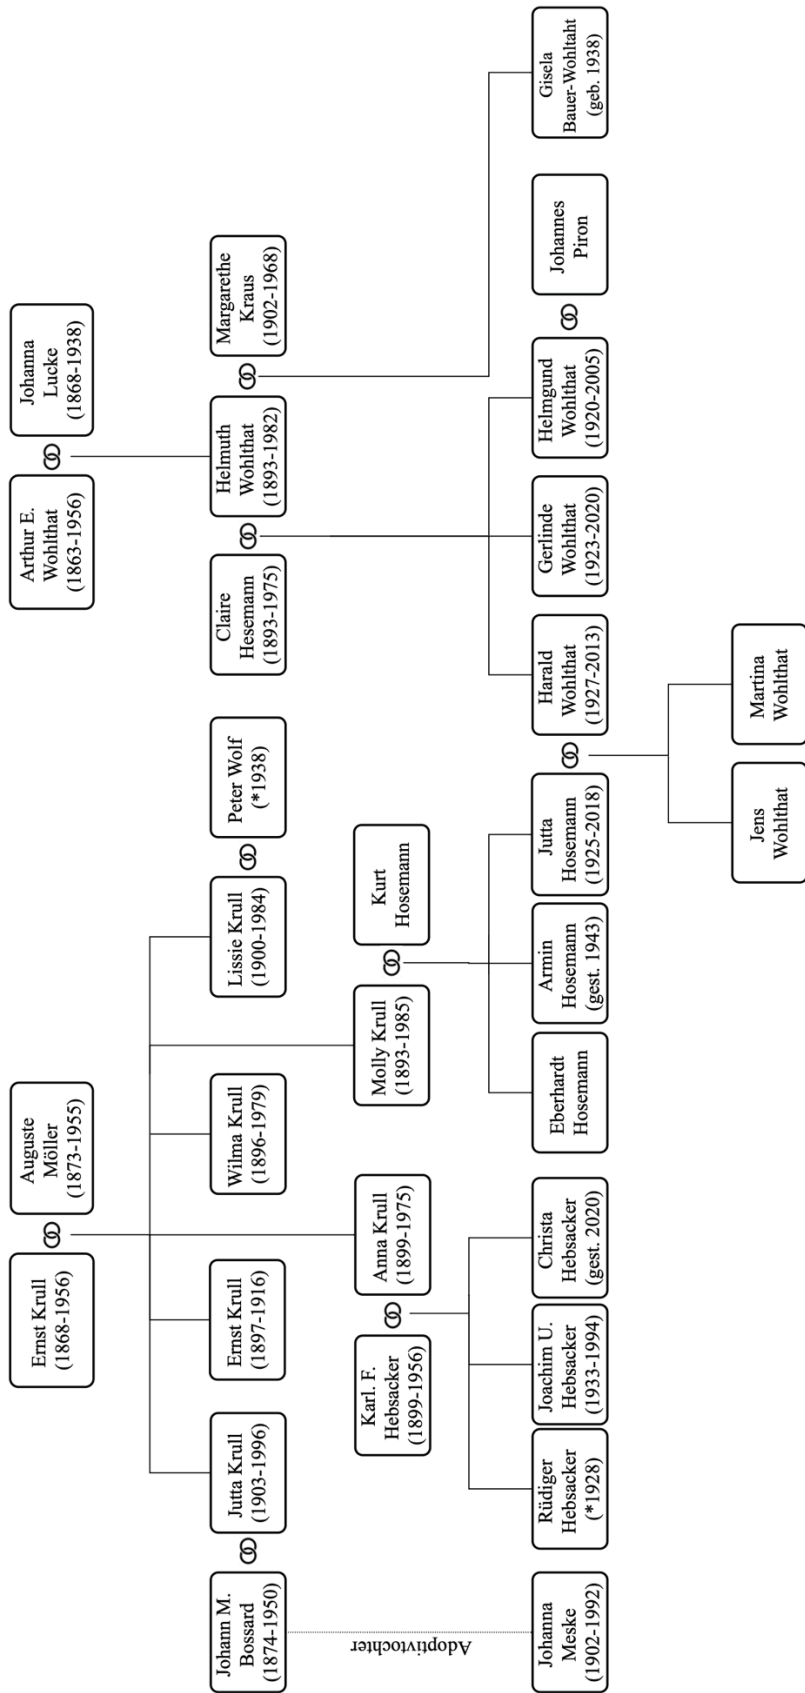 Ernst Krull
(1868-1956)
Auguste
Möller
(1873-1955)
Arthur E.
Wohlthat
(1863-1956)
Johanna
Lucke
(1868-1938)
Johann M.
Bossard
(1874-1950)
Jutta Krull
(1903-1996)
Ernst Krull
(1897-1916)
Wilma Krull
(1896-1979)
Lissie Krull
(1900-1984)
Peter Wolf
(*1938)
Claire
Hesemann
(1893-1975)
Helmuth
Wohlthat
(1893-1982)
Margarethe
Kraus
(1902-1968)
Adoptivtochter
Karl. F.
Hebsacker
(1899-1956)
Anna Krull
(1899-1975)
Molly Krull
(1893-1985)
Kurt
Hosemann
Johanna
Meske
(1902-1992)
Rüdiger
Hebsacker
(*1928)
Joachim U.
Hebsacker
(1933-1994)
Christa
Hebsacker
(gest. 2020)
Eberhardt
Hosemann
Armin
Hosemann
(gest. 1943)
Jutta
Hosemann
(1925-2018)
Harald
Wohlthat
(1927-2013)
Gerlinde
Wohlthat
(1923-2020)
Helmgund
Wohlthat
(1920-2005)
Johannes
Piron
Gisela
Bauer-Wohltaht
(geb. 1938)
Jens
Wohlthat
Martina
Wohlthat